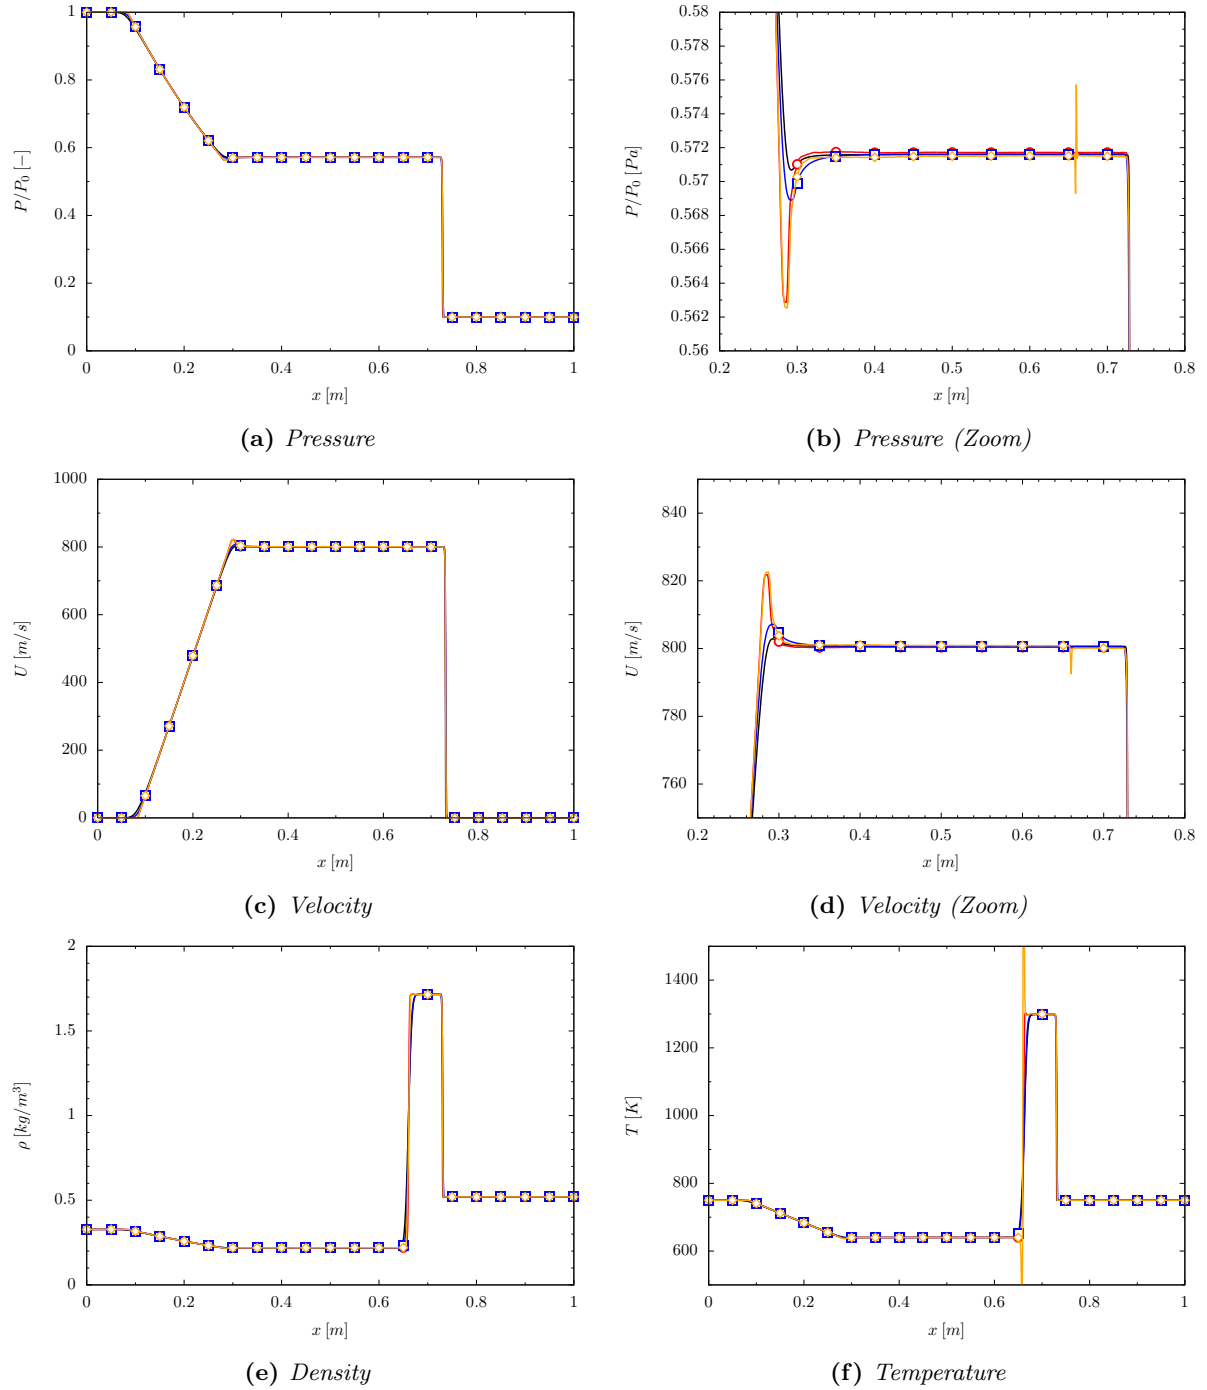 1
0.8
0.6
0.4
0.2
0
P/P₀ [−]
0 0.2 0.4 0.6 0.8 1
x [m]
(a) Pressure
0.58
0.578
0.576
0.574
0.572
0.57
0.568
0.566
0.564
0.562
0.56
P/P₀ [Pa]
0.2 0.3 0.4 0.5 0.6 0.7 0.8
x [m]
(b) Pressure (Zoom)
1000
800
600
400
200
0
U [m/s]
0 0.2 0.4 0.6 0.8 1
x [m]
(c) Velocity
840
820
800
780
760
U [m/s]
0.2 0.3 0.4 0.5 0.6 0.7 0.8
x [m]
(d) Velocity (Zoom)
2
1.5
1
0.5
0
ρ [kg/m³]
0 0.2 0.4 0.6 0.8 1
x [m]
(e) Density
1400
1200
1000
800
600
T [K]
0 0.2 0.4 0.6 0.8 1
x [m]
(f) Temperature